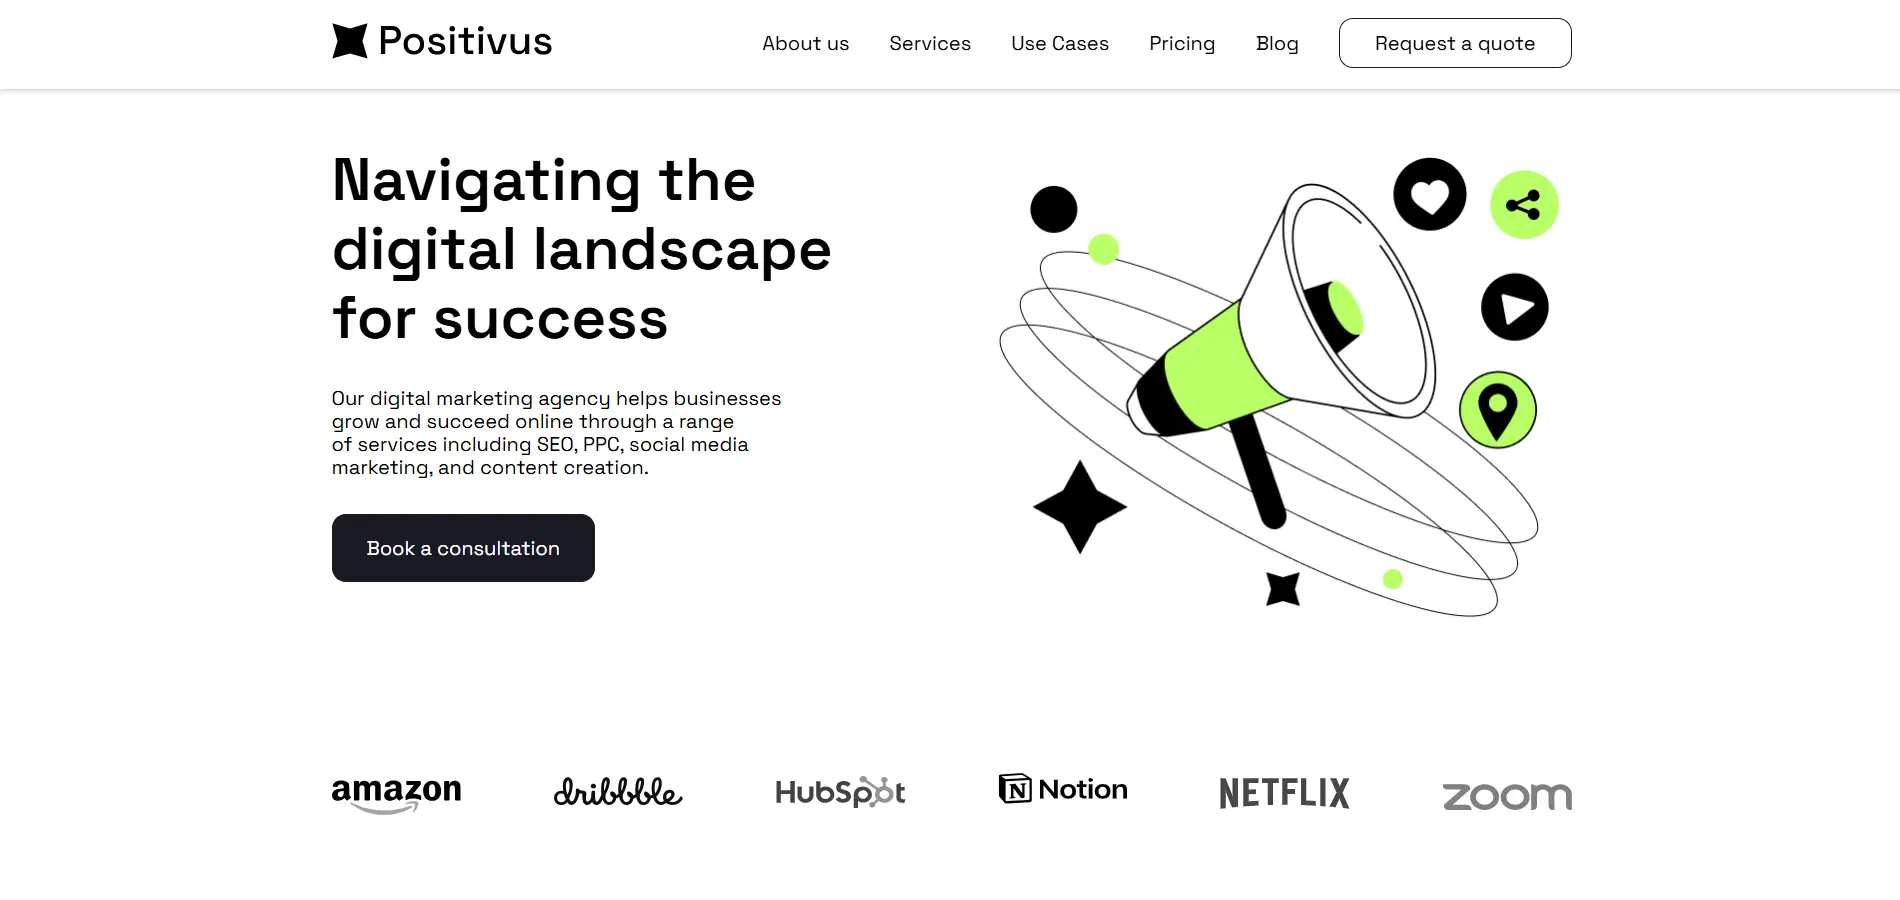 Positivus
About us
Services
Use Cases
Pricing
Blog
Request a quote
Navigating the
digital landscape
for success
Our digital marketing agency helps businesses
grow and succeed online through a range
of services including SEO, PPC, social media
marketing, and content creation.
Book a consultation
amazon
dribbble
HubSpot
N Notion
NETFLIX
zoom